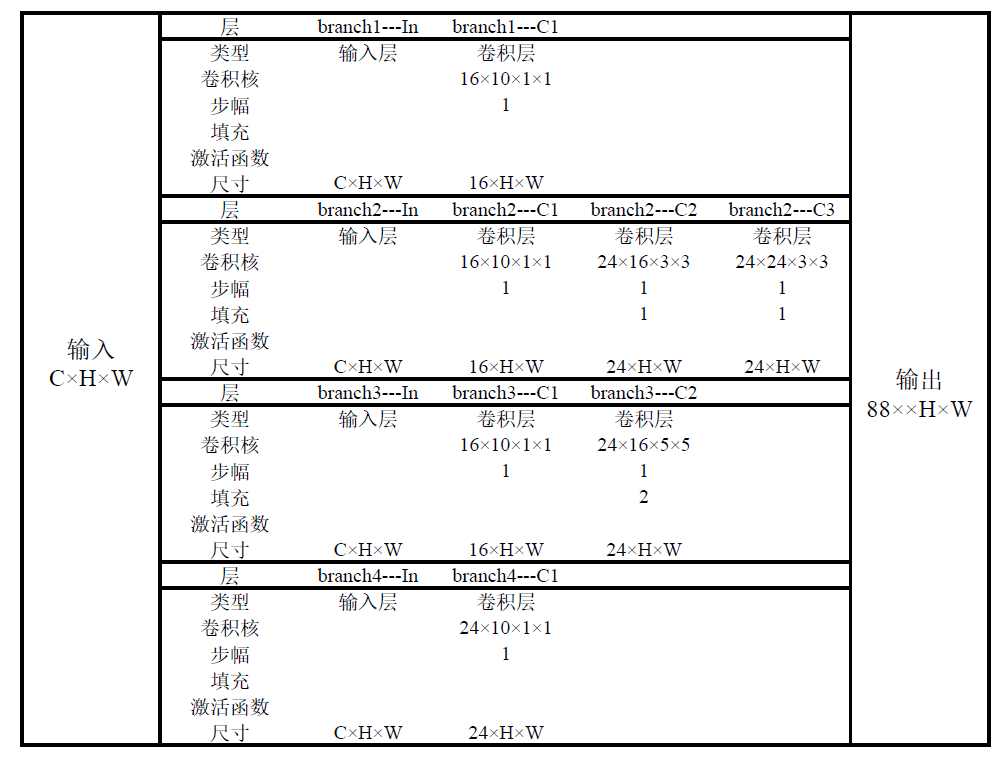 层 branch1---In branch1---C1
类型 输入层 卷积层
卷积核 16×10×1×1
步幅 1
填充
激活函数
尺寸 C×H×W 16×H×W
层 branch2---In branch2---C1 branch2---C2 branch2---C3
类型 输入层 卷积层 卷积层 卷积层
卷积核 16×10×1×1 24×16×3×3 24×24×3×3
步幅 1 1 1
填充 1 1
激活函数
尺寸 C×H×W 16×H×W 24×H×W 24×H×W
输入
C×H×W
层 branch3---In branch3---C1 branch3---C2
类型 输入层 卷积层 卷积层
卷积核 16×10×1×1 24×16×5×5
步幅 1 1
填充 2
激活函数
尺寸 C×H×W 16×H×W 24×H×W
层 branch4---In branch4---C1
类型 输入层 卷积层
卷积核 24×10×1×1
步幅 1
填充
激活函数
尺寸 C×H×W 24×H×W
输出
88××H×W